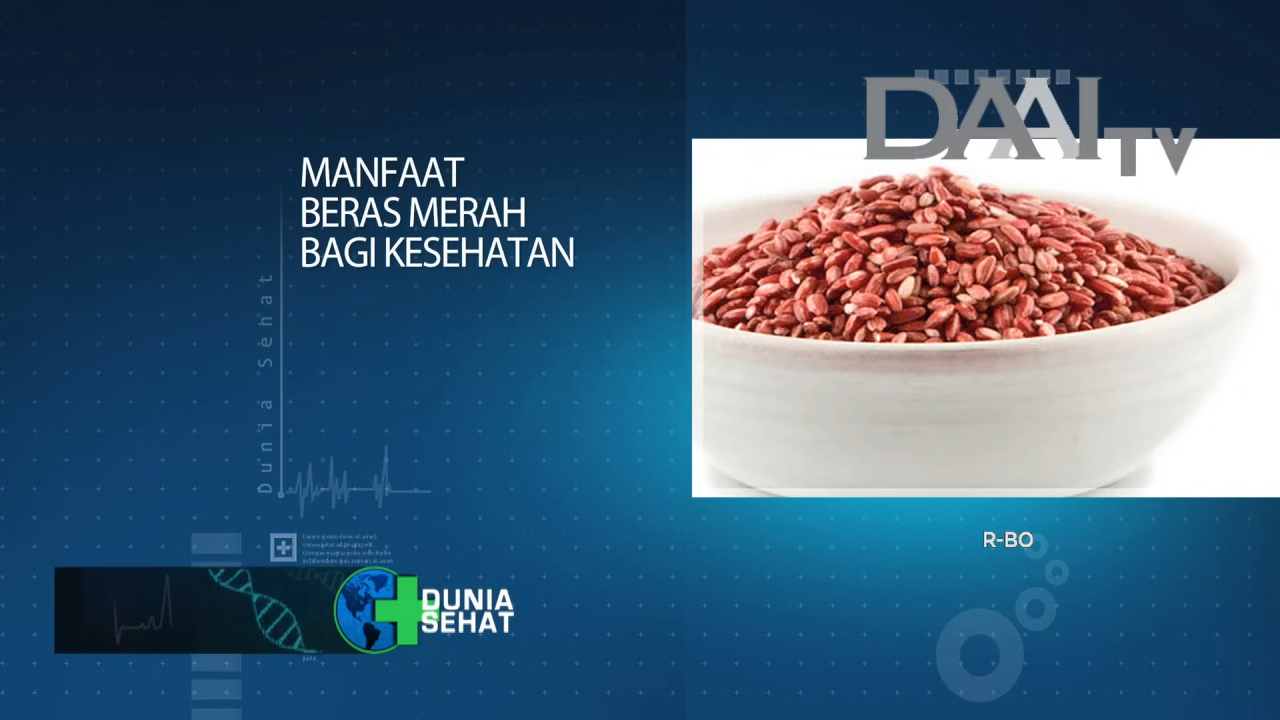 DAAI TV
MANFAAT
BERAS MERAH
BAGI KESEHATAN
Dunia Sehat
R-BO
DUNIA
SEHAT